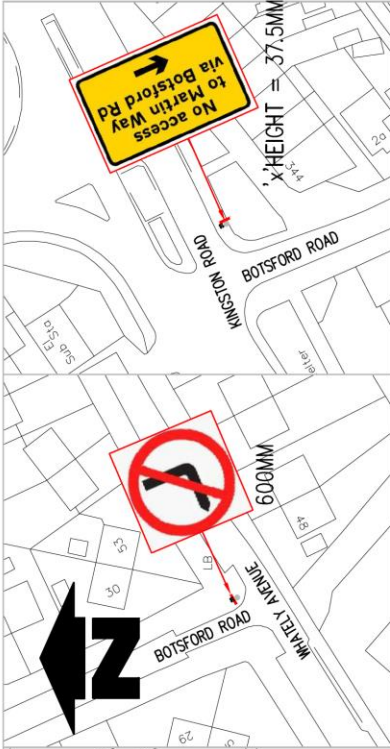 No access
to Martin Way
via Botsford Rd
'x'HEIGHT = 37.5MM
344
2a
KINGSTON ROAD
BOTSFORD ROAD
El
Sub Sta
600MM
53
30
LB
48
BOTSFORD ROAD
WHATELY AVENUE
29
N